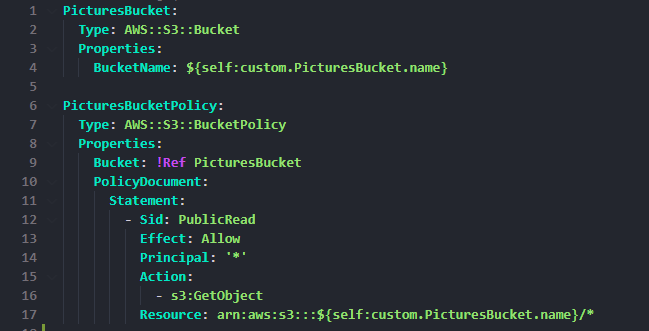 1 PicturesBucket:
2   Type: AWS::S3::Bucket
3   Properties:
4     BucketName: ${self:custom.PicturesBucket.name}
5
6 PicturesBucketPolicy:
7   Type: AWS::S3::BucketPolicy
8   Properties:
9     Bucket: !Ref PicturesBucket
10     PolicyDocument:
11       Statement:
12         - Sid: PublicRead
13           Effect: Allow
14           Principal: '*'
15           Action:
16             - s3:GetObject
17           Resource: arn:aws:s3:::${self:custom.PicturesBucket.name}/*